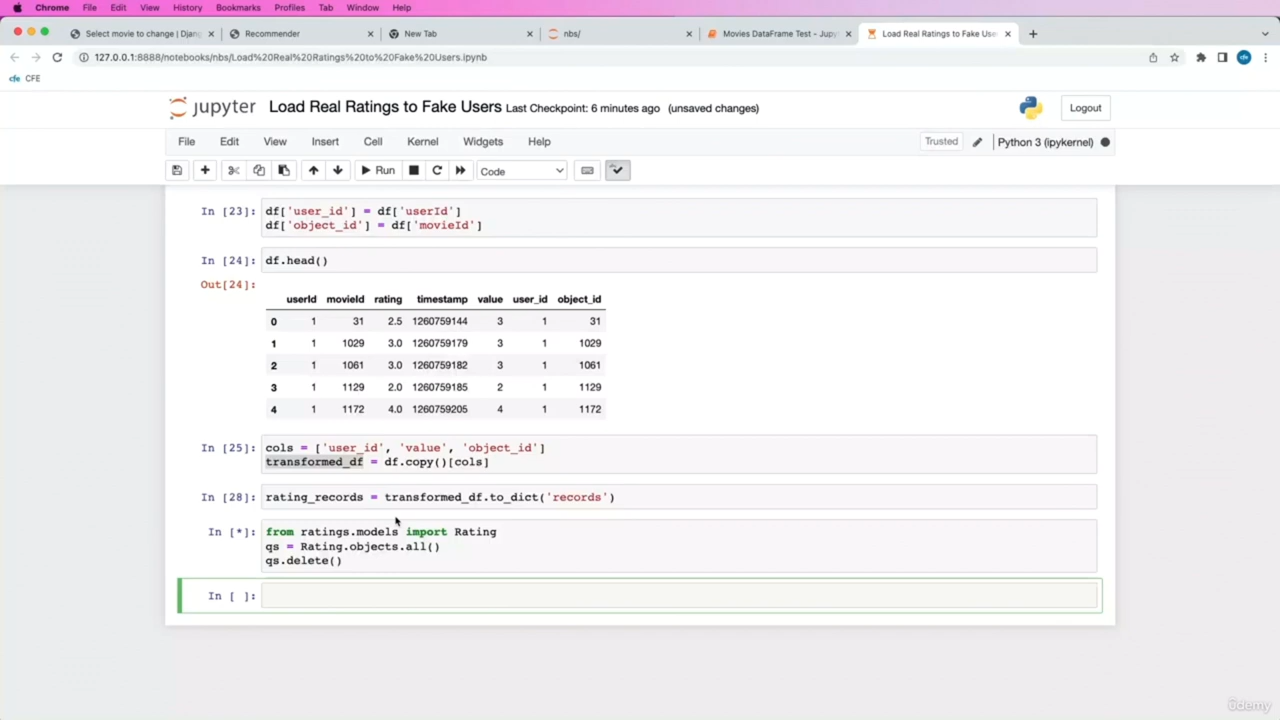 Chrome File Edit View History Bookmarks Profiles Tab Window Help
Select movie to change | Djang Recommender New Tab nbs/ Movies DataFrame Test - Jupyt Load Real Ratings to Fake Use
127.0.0.1:8888/notebooks/nbs/Load%20Real%20Ratings%20to%20Fake%20Users.ipynb
cfe CFE
jupyter Load Real Ratings to Fake Users Last Checkpoint: 6 minutes ago (unsaved changes) Logout
File Edit View Insert Cell Kernel Widgets Help Trusted Python 3 (ipykernel)
Run Code
In [23]: df['user_id'] = df['userId']
df['object_id'] = df['movieId']
In [24]: df.head()
Out[24]:
userId movieId rating timestamp value user_id object_id
0 1 31 2.5 1260759144 3 1 31
1 1 1029 3.0 1260759179 3 1 1029
2 1 1061 3.0 1260759182 3 1 1061
3 1 1129 2.0 1260759185 2 1 1129
4 1 1172 4.0 1260759205 4 1 1172
In [25]: cols = ['user_id', 'value', 'object_id']
transformed_df = df.copy()[cols]
In [28]: rating_records = transformed_df.to_dict('records')
In [*]: from ratings.models import Rating
qs = Rating.objects.all()
qs.delete()
In [ ]:
ûdemy